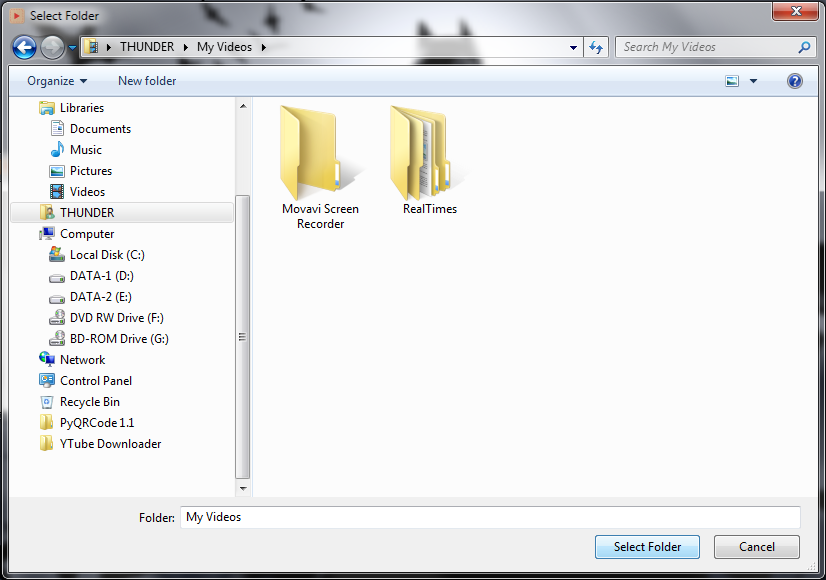 Select Folder
THUNDER My Videos
Search My Videos
Organize
New folder
Libraries
Documents
Music
Pictures
Videos
THUNDER
Computer
Local Disk (C:)
DATA-1 (D:)
DATA-2 (E:)
DVD RW Drive (F:)
BD-ROM Drive (G:)
Network
Control Panel
Recycle Bin
PyQRCode 1.1
YTube Downloader
Movavi Screen
Recorder
RealTimes
Folder: My Videos
Select Folder
Cancel